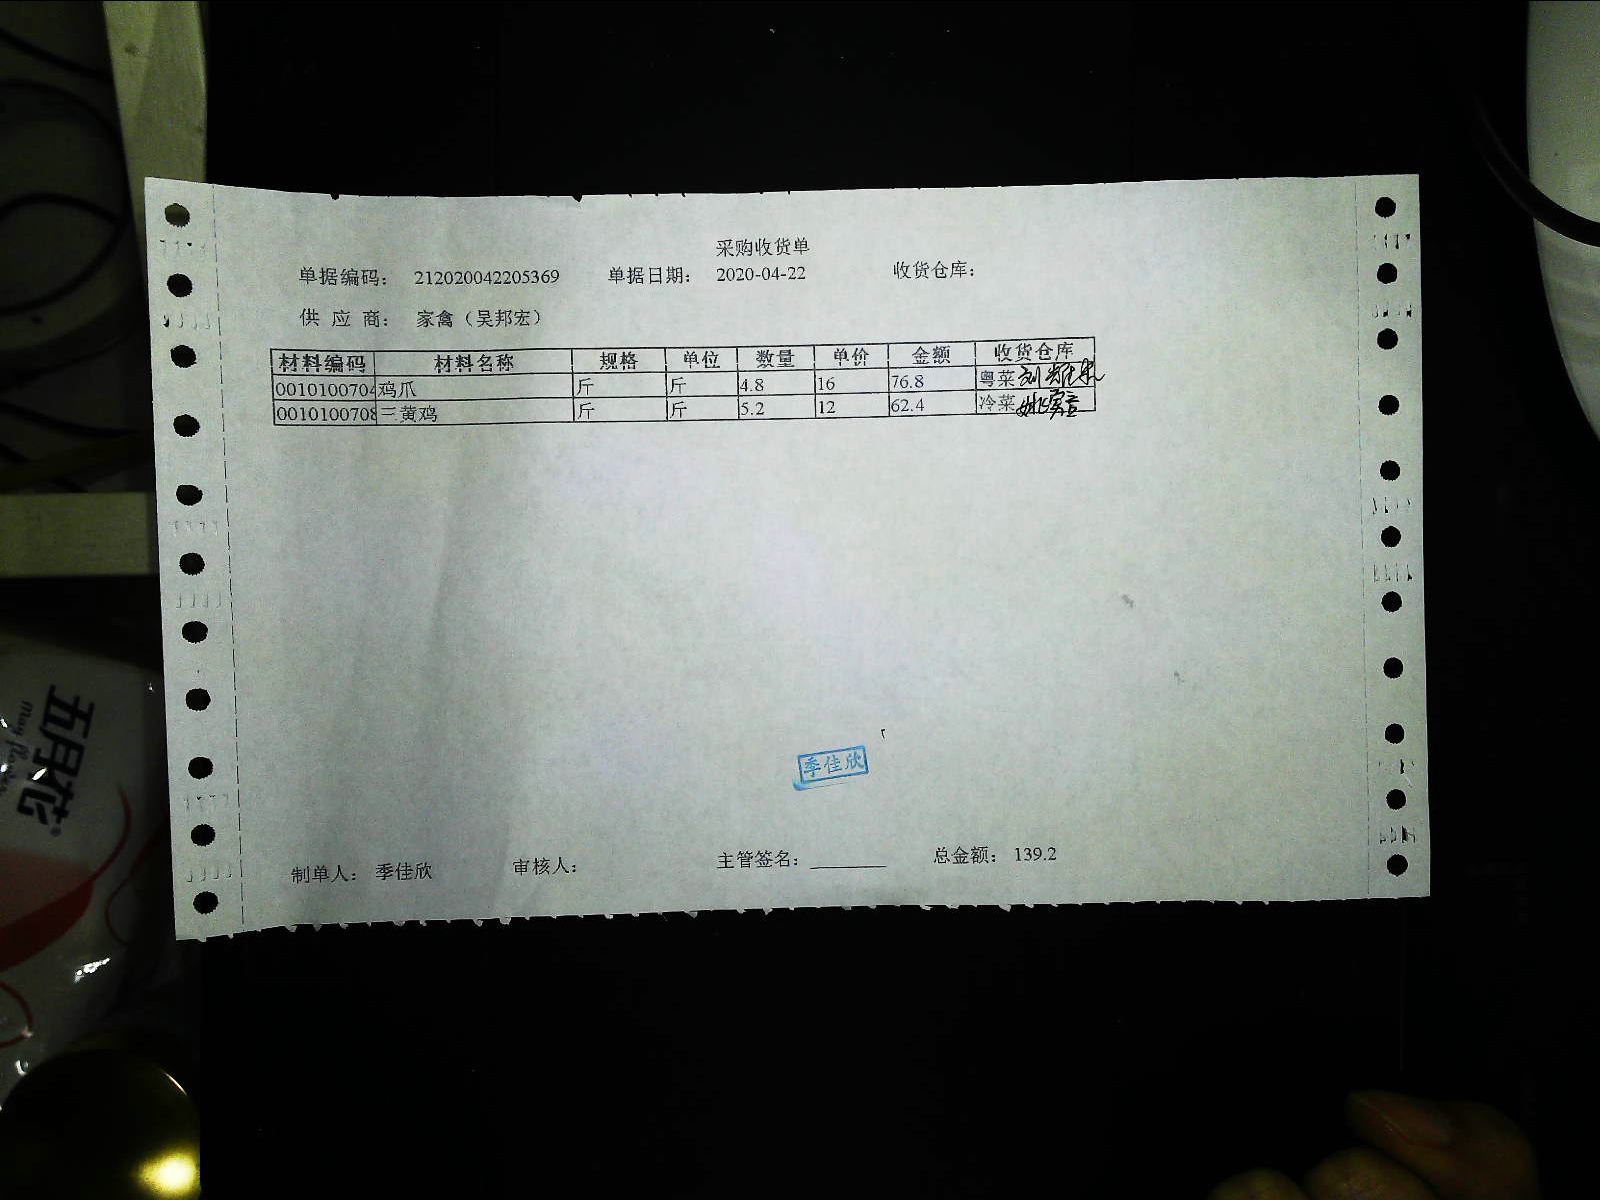 采购收货单
单据编码： 212020042205369 单据日期： 2020-04-22 收货仓库：
供 应 商： 家禽（吴邦宏）
材料编码 材料名称 规格 单位 数量 单价 金额 收货仓库
0010100704 鸡爪 斤 斤 4.8 16 76.8 粤菜
0010100708 三黄鸡 斤 斤 5.2 12 62.4 冷菜
季佳欣
制单人： 季佳欣 审核人： 主管签名： 总金额： 139.2
五月花
May flower